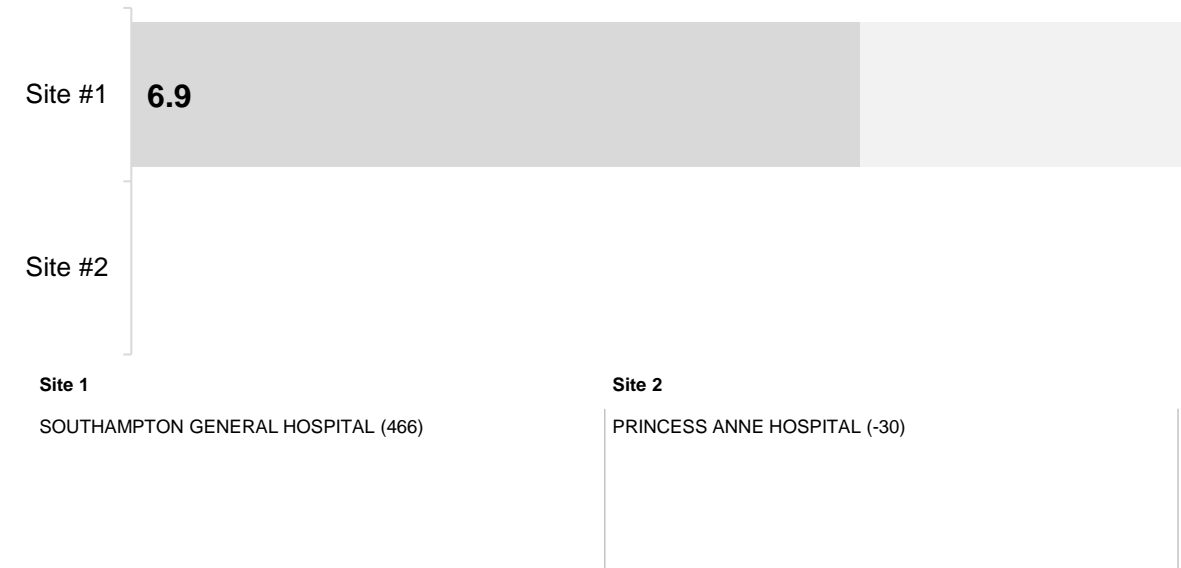 Site #1
6.9
Site #2
Site 1
Site 2
SOUTHAMPTON GENERAL HOSPITAL (466)
PRINCESS ANNE HOSPITAL (-30)